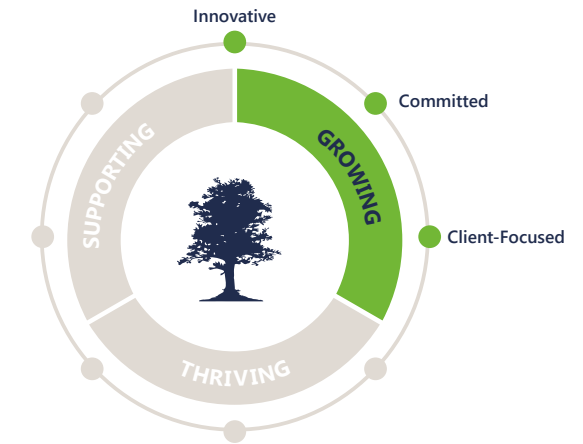 Innovative
Committed
SUPPORTING
GROWING
Client-Focused
THRIVING